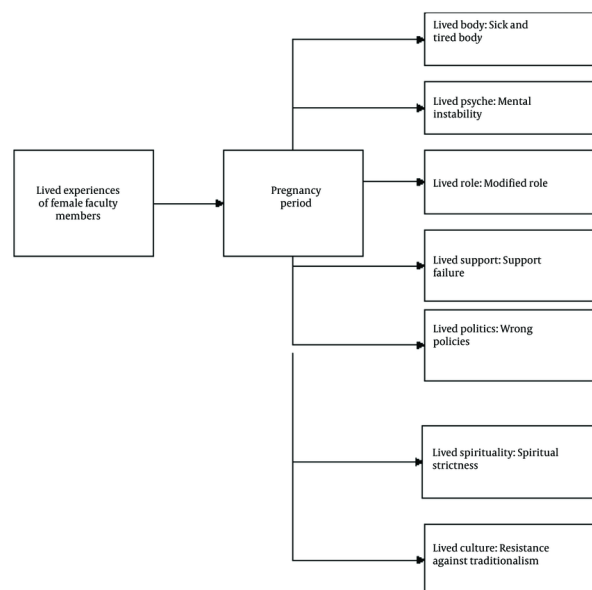 Lived body: Sick and
tired body
Lived psyche: Mental
instability
Lived experiences
of female faculty
members
Pregnancy
period
Lived role: Modified role
Lived support: Support
failure
Lived politics: Wrong
policies
Lived spirituality: Spiritual
strictness
Lived culture: Resistance
against traditionalism